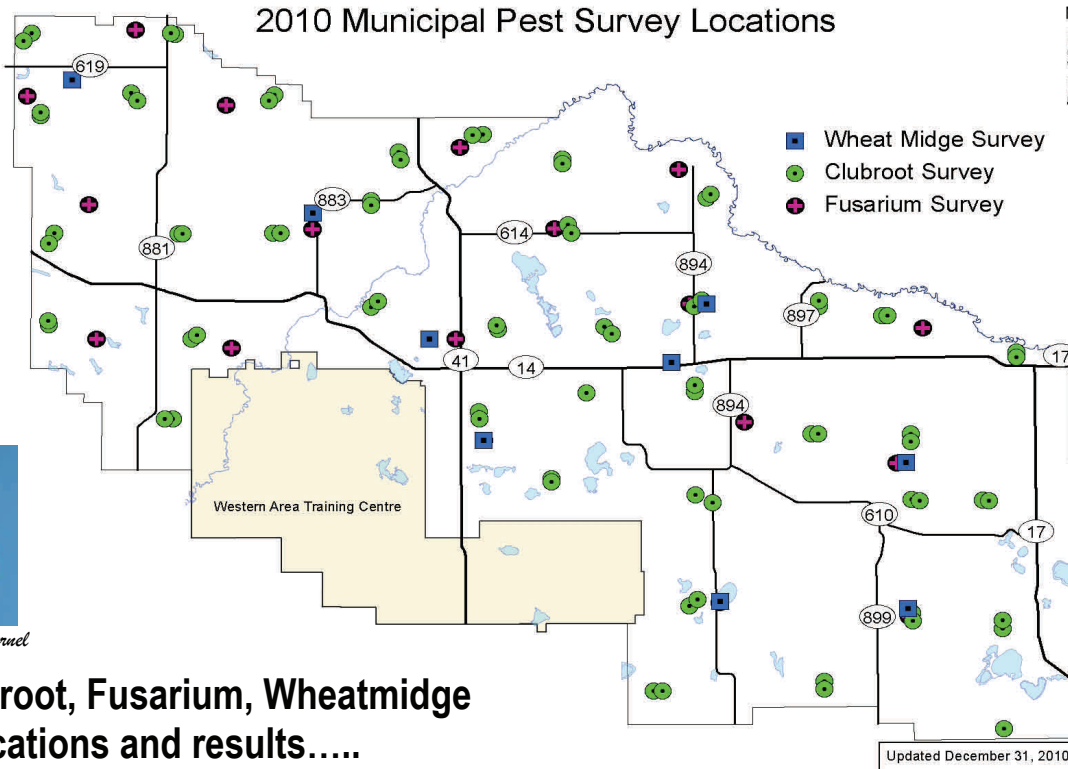 2010 Municipal Pest Survey Locations
Wheat Midge Survey
Clubroot Survey
Fusarium Survey
619
883
881
614
894
897
41
14
17
894
Western Area Training Centre
610
17
899
Updated December 31, 2010
rnel
root, Fusarium, Wheatmidge
cations and results…..